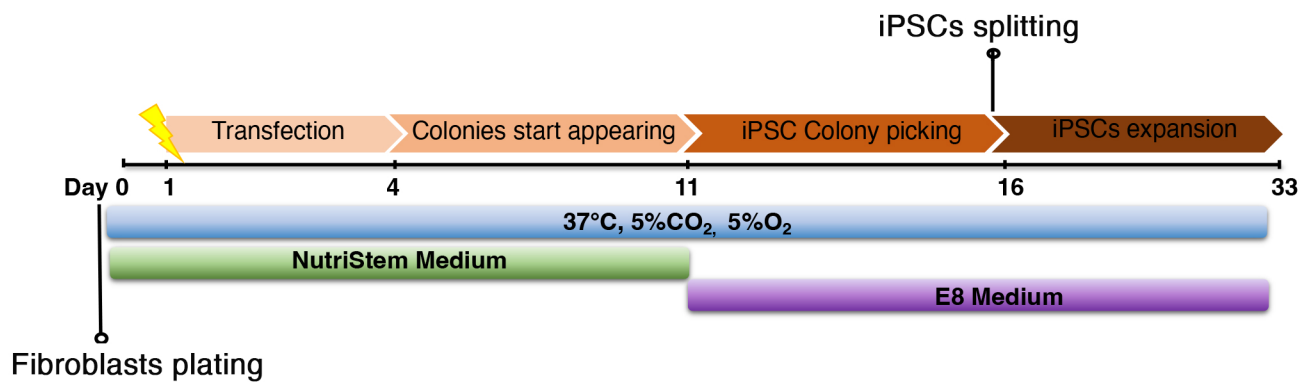 iPSCs splitting
Transfection
Colonies start appearing
iPSC Colony picking
iPSCs expansion
Day 0 1 4 11 16 33
37°C, 5%CO₂, 5%O₂
NutriStem Medium
E8 Medium
Fibroblasts plating